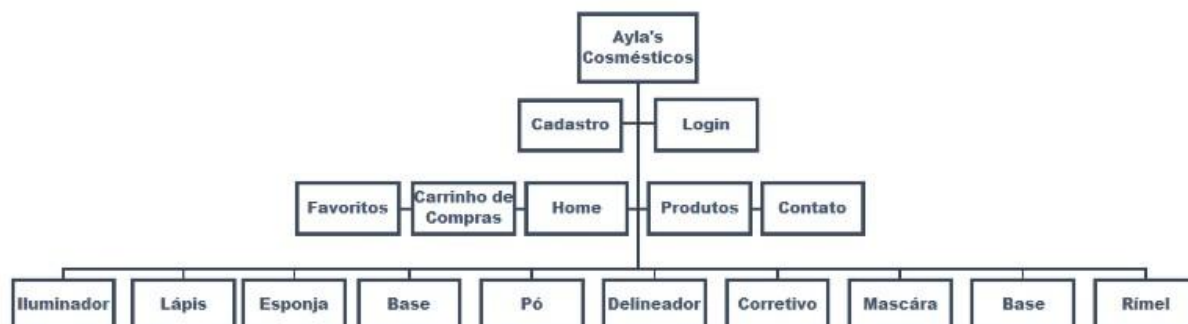 Ayla's
Cosmésticos
Cadastro
Login
Favoritos
Carrinho de
Compras
Home
Produtos
Contato
Iluminador
Lápis
Esponja
Base
Pó
Delineador
Corretivo
Mascára
Base
Rímel